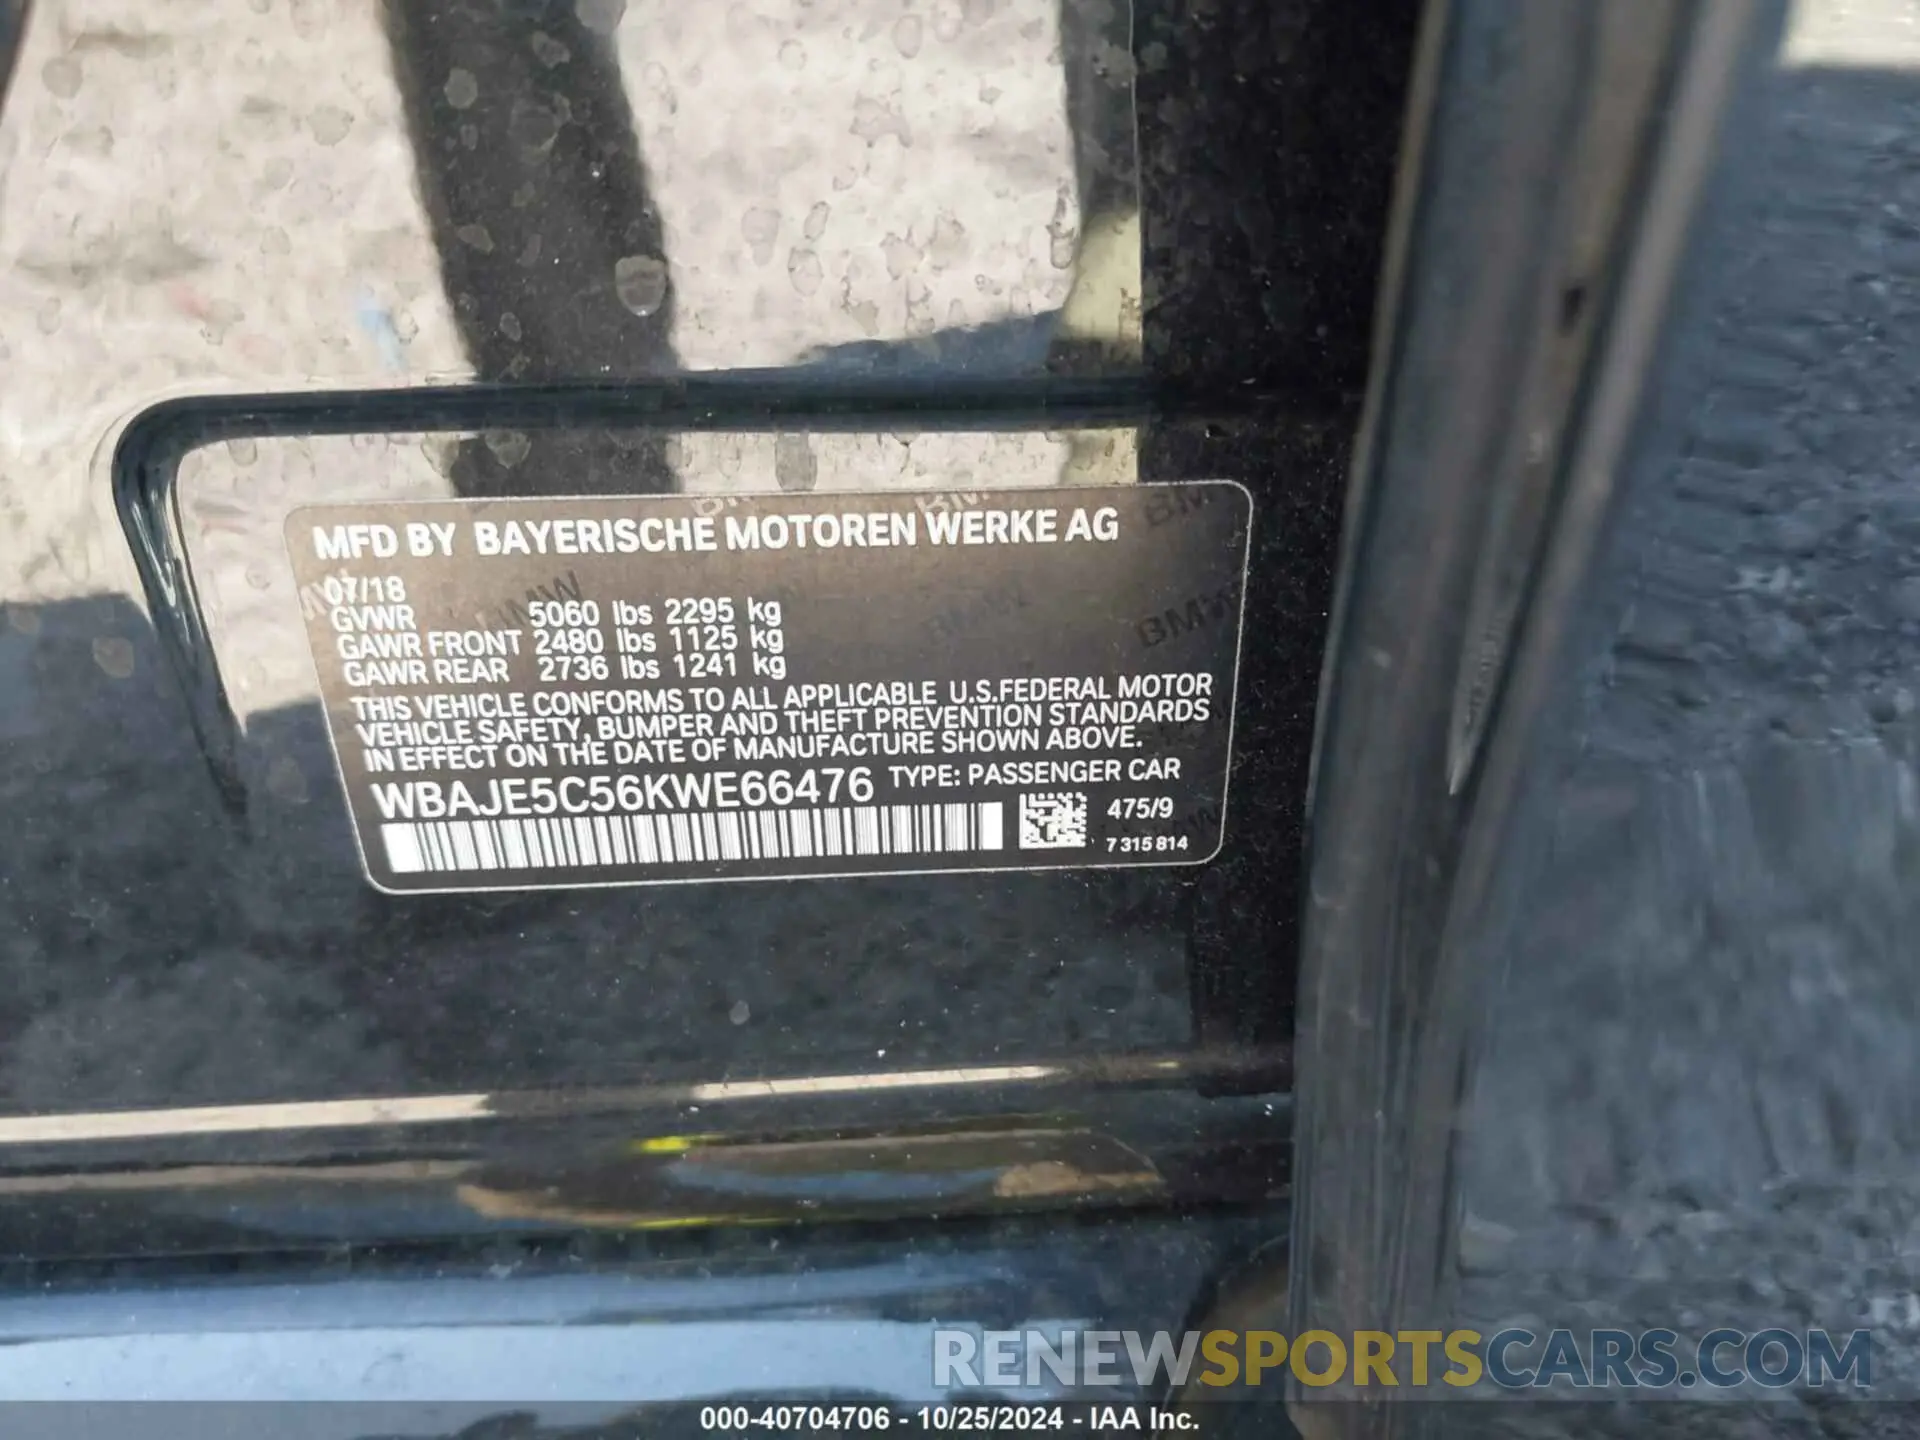 MFD BY BAYERISCHE MOTOREN WERKE AG
07/18
GVWR 5060 lbs 2295 kg
GAWR FRONT 2480 lbs 1125 kg
GAWR REAR 2736 lbs 1241 kg
THIS VEHICLE CONFORMS TO ALL APPLICABLE U.S.FEDERAL MOTOR
VEHICLE SAFETY, BUMPER AND THEFT PREVENTION STANDARDS
IN EFFECT ON THE DATE OF MANUFACTURE SHOWN ABOVE.
WBAJE5C56KWE66476 TYPE: PASSENGER CAR
475/9
7 315 814
RENEWSPORTSCARS.COM
000-40704706 - 10/25/2024 - IAA Inc.